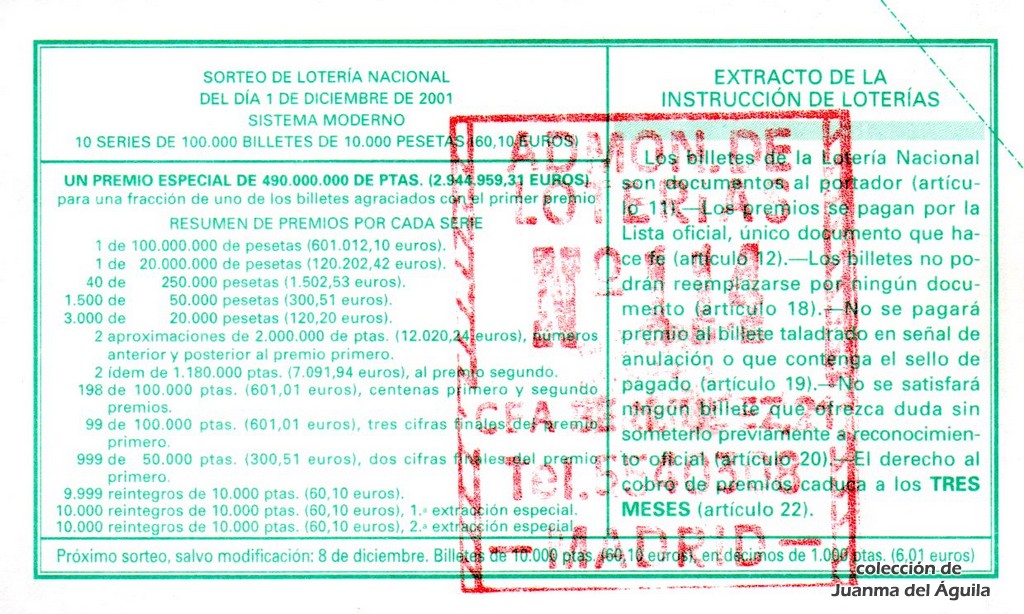 SORTEO DE LOTERÍA NACIONAL
DEL DÍA 1 DE DICIEMBRE DE 2001
SISTEMA MODERNO
10 SERIES DE 100.000 BILLETES DE 10.000 PESETAS (60,10 EUROS)
UN PREMIO ESPECIAL DE 490.000.000 DE PTAS. (2.944.959,31 EUROS)
para una fracción de uno de los billetes agraciados con el primer premio
RESUMEN DE PREMIOS POR CADA SERIE
1 de 100.000.000 de pesetas (601.012,10 euros).
1 de 20.000.000 de pesetas (120.202,42 euros).
40 de 250.000 pesetas (1.502,53 euros).
1.500 de 50.000 pesetas (300,51 euros).
3.000 de 20.000 pesetas (120,20 euros).
2 aproximaciones de 2.000.000 de ptas. (12.020,24 euros), números
anterior y posterior al premio primero.
2 ídem de 1.180.000 ptas. (7.091,94 euros), al premio segundo.
198 de 100.000 ptas. (601,01 euros), centenas primero y segundo
premios.
99 de 100.000 ptas. (601,01 euros), tres cifras finales del premio
primero.
999 de 50.000 ptas. (300,51 euros), dos cifras finales del premio
primero.
9.999 reintegros de 10.000 ptas. (60,10 euros).
10.000 reintegros de 10.000 ptas. (60,10 euros), 1.ª extracción especial.
10.000 reintegros de 10.000 ptas. (60,10 euros), 2.ª extracción especial.
EXTRACTO DE LA
INSTRUCCIÓN DE LOTERÍAS
Los billetes de la Lotería Nacional
son documentos al portador (artícu-
lo 11).—Los premios se pagan por la
Lista oficial, único documento que ha-
ce fe (artículo 12).—Los billetes no po-
drán reemplazarse por ningún docu-
mento (artículo 18).—No se pagará
premio al billete taladrado en señal de
anulación o que contenga el sello de
pagado (artículo 19).—No se satisfará
ningún billete que ofrezca duda sin
someterlo previamente a reconocimien-
to oficial (artículo 20).—El derecho al
cobro de premios caduca a los TRES
MESES (artículo 22).
Próximo sorteo, salvo modificación: 8 de diciembre. Billetes de 10.000 ptas. (60,10 euros), en décimos de 1.000 ptas. (6,01 euros)
ADMON. DE
LOTERIAS
Nº 114
Tel. 5640308
— MADRID —
colección de
Juanma del Águila